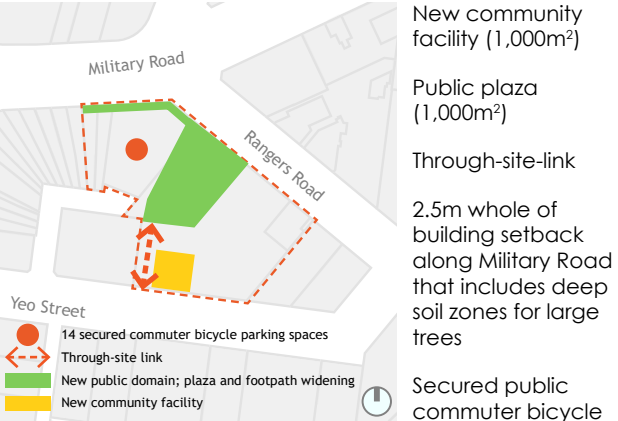 Military Road
Rangers Road
Yeo Street
14 secured commuter bicycle parking spaces
Through-site link
New public domain; plaza and footpath widening
New community facility
New community
facility (1,000m²)
Public plaza
(1,000m²)
Through-site-link
2.5m whole of
building setback
along Military Road
that includes deep
soil zones for large
trees
Secured public
commuter bicycle